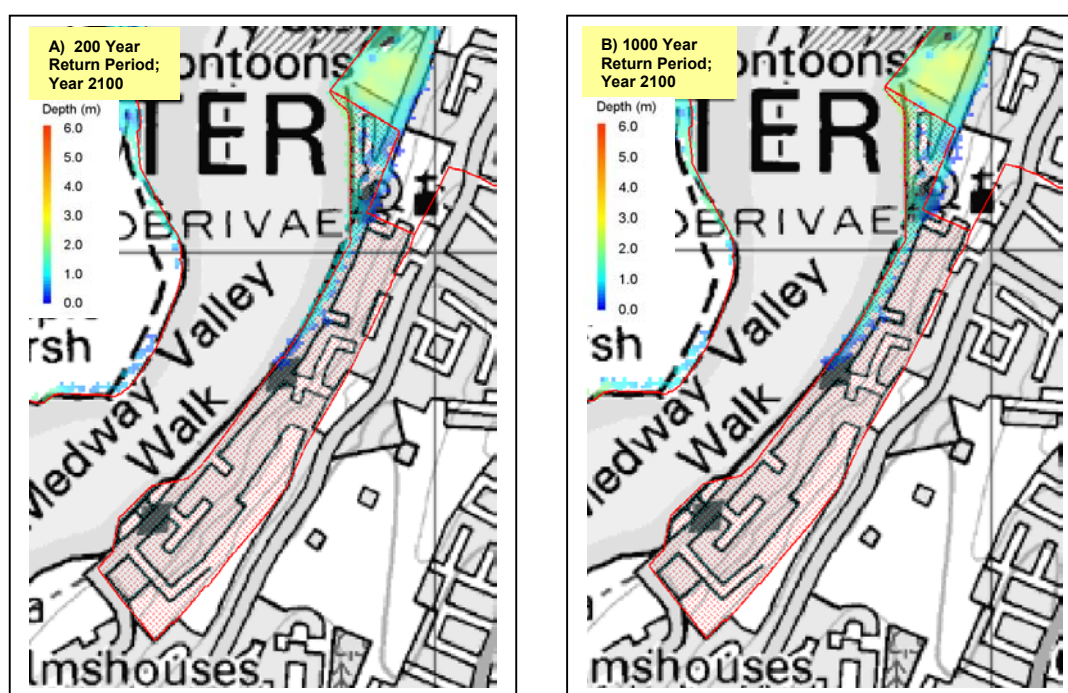 A) 200 Year
Return Period;
Year 2100
Depth (m)
6.0
5.0
4.0
3.0
2.0
1.0
0.0
ontoons
TER
OBRIVAE
rsh
Medway Valley
Walk
a
lmshouses
B) 1000 Year
Return Period;
Year 2100
Depth (m)
6.0
5.0
4.0
3.0
2.0
1.0
0.0
ontoons
TER
OBRIVAE
sh
Medway Valley
Walk
a
mshouses